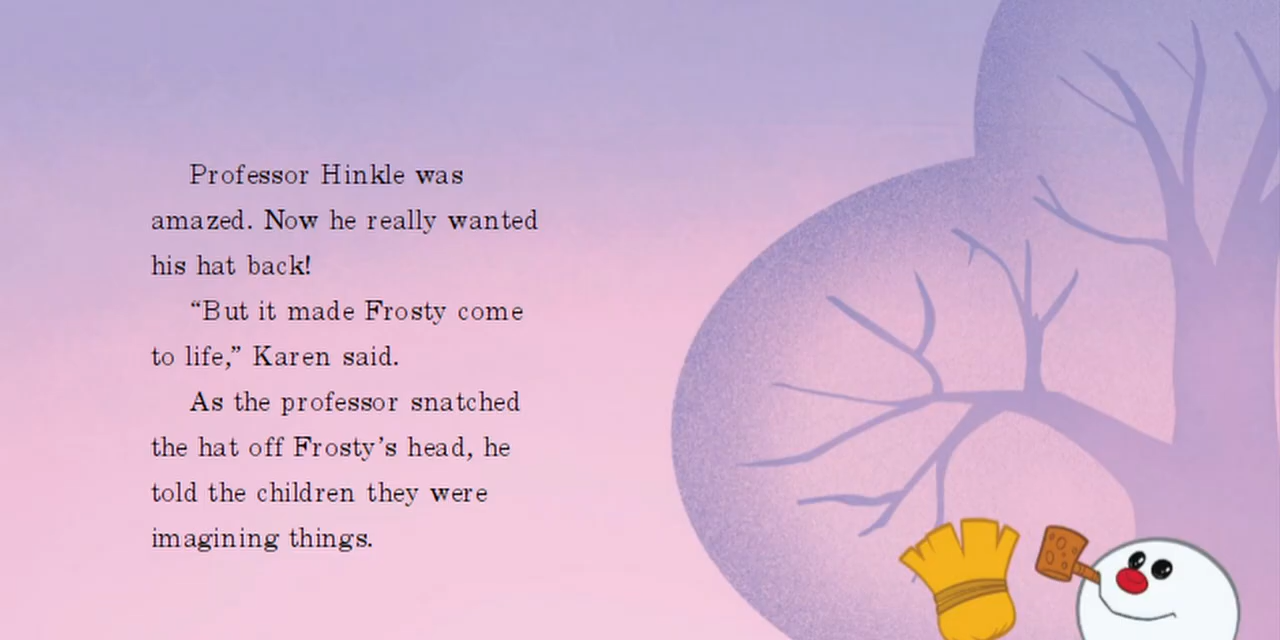 Professor Hinkle was
amazed. Now he really wanted
his hat back!
“But it made Frosty come
to life,” Karen said.
As the professor snatched
the hat off Frosty’s head, he
told the children they were
imagining things.